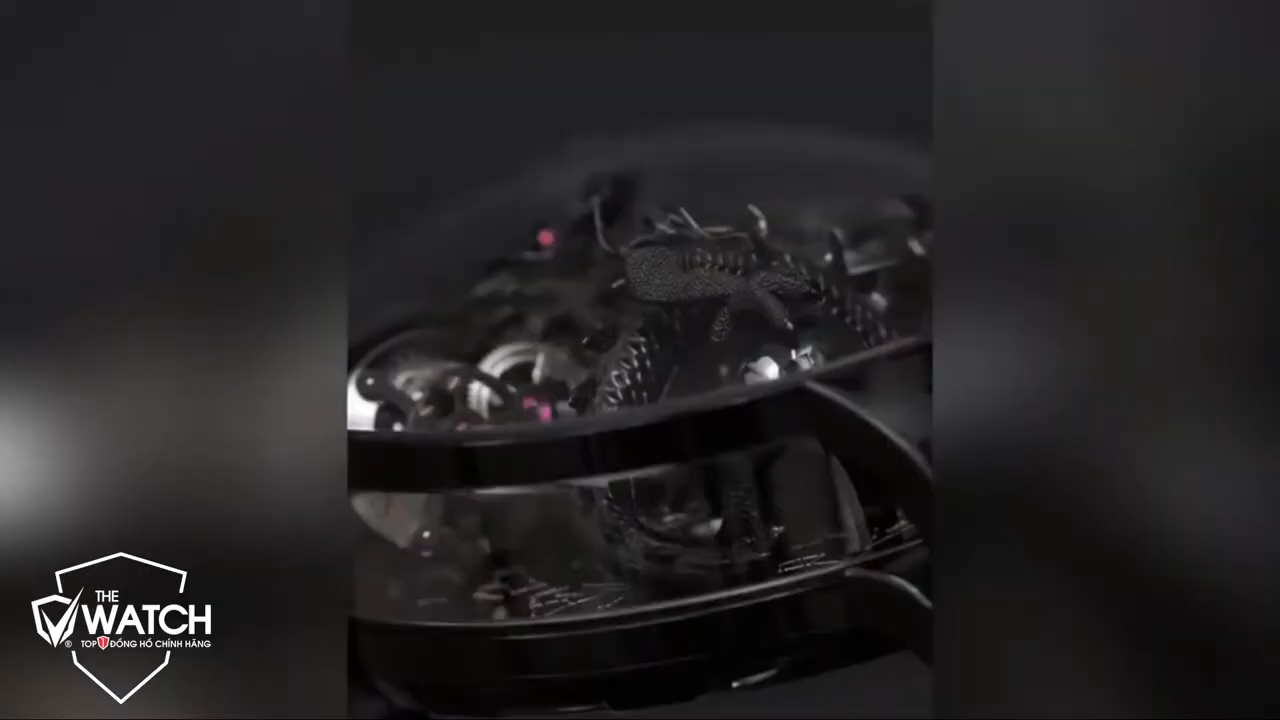 THE
WATCH
® TOP 1 ĐỒNG HỒ CHÍNH HÃNG